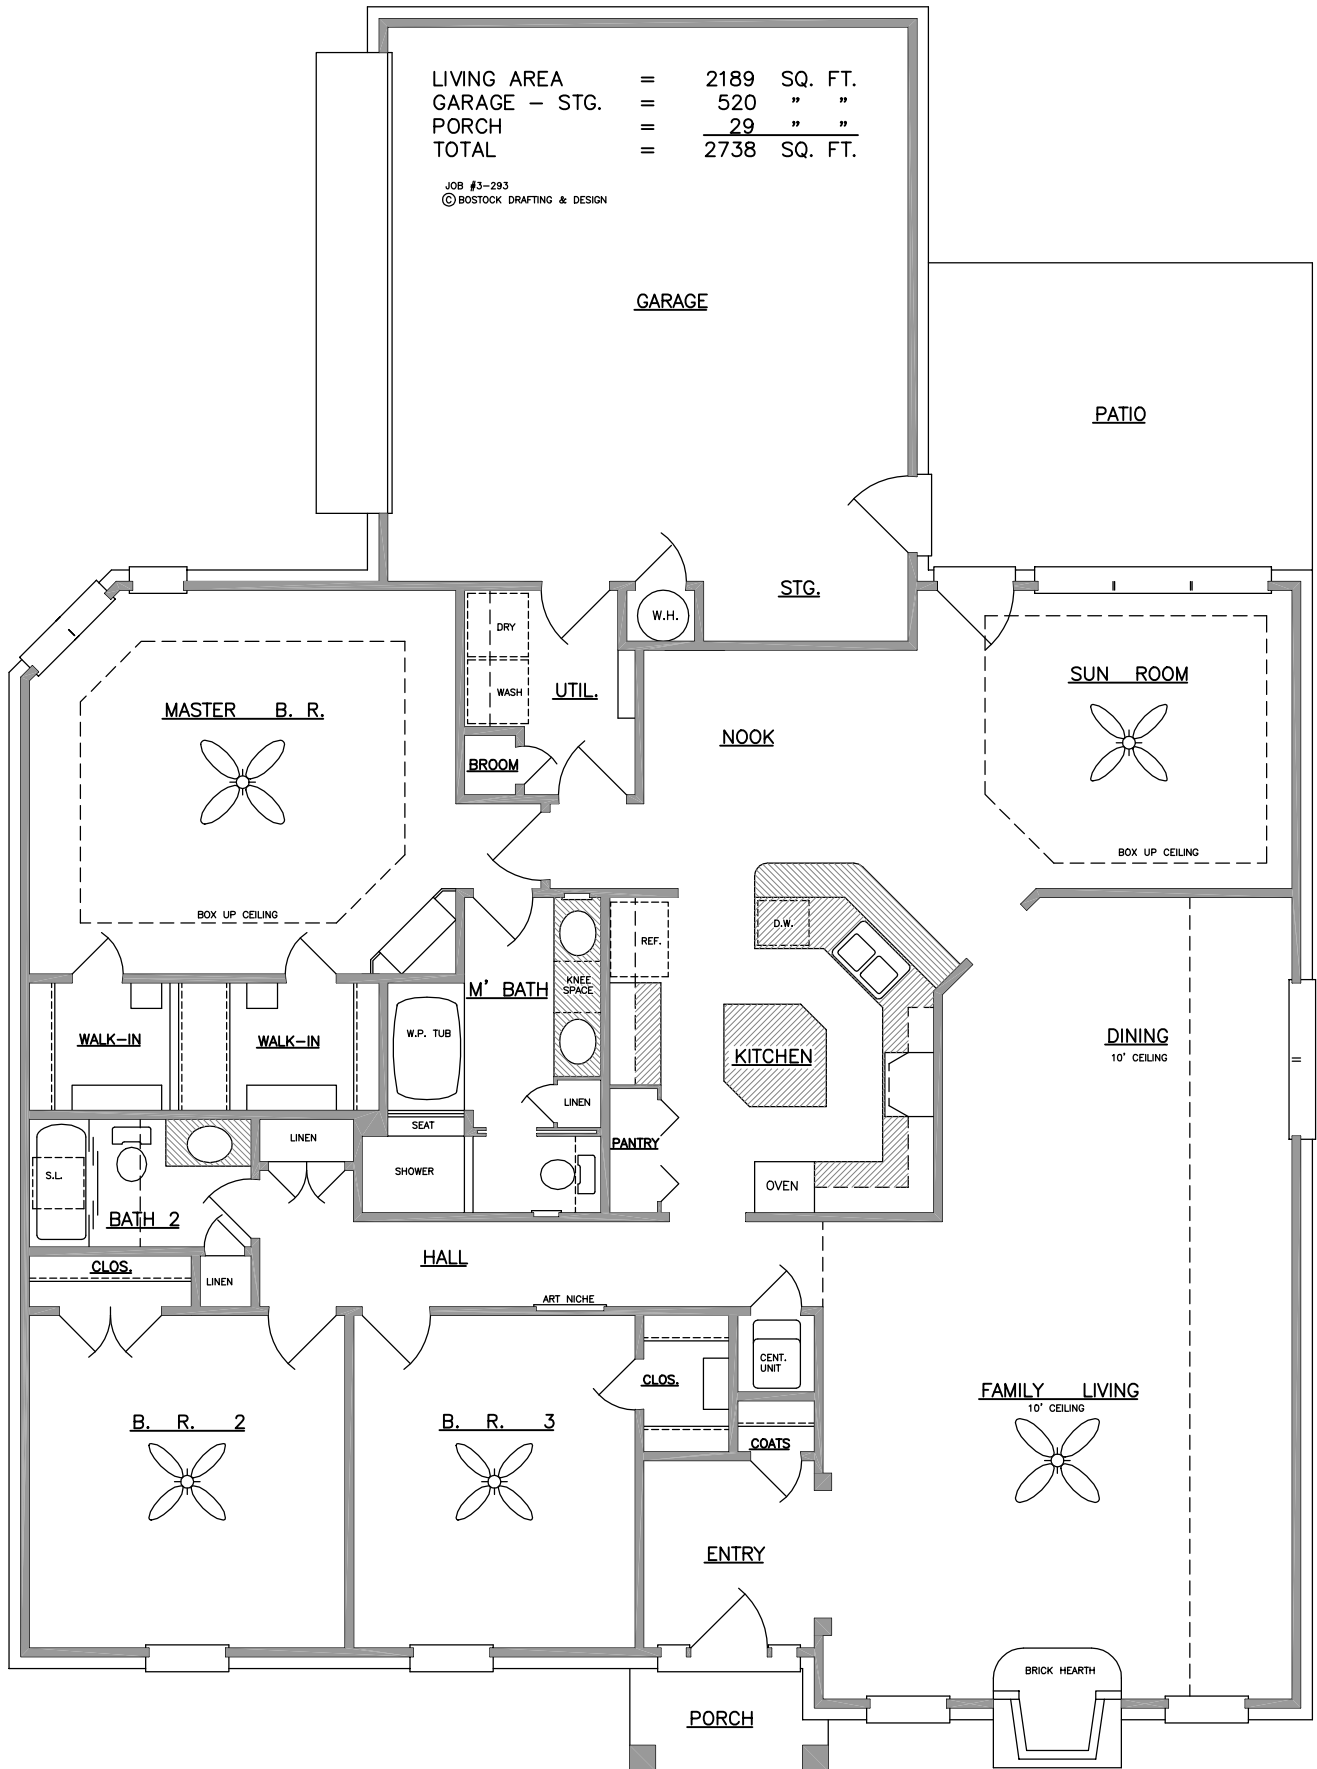 LIVING AREA = 2189 SQ. FT.
GARAGE - STG. = 520 " "
PORCH = 29 " "
TOTAL = 2738 SQ. FT.
JOB #3-293
© BOSTOCK DRAFTING & DESIGN
GARAGE
PATIO
STG.
W.H.
DRY
WASH
UTIL.
BROOM
MASTER B. R.
BOX UP CEILING
NOOK
SUN ROOM
BOX UP CEILING
D.W.
REF.
KNEE
SPACE
M' BATH
W.P. TUB
WALK-IN
WALK-IN
KITCHEN
DINING
10' CEILING
LINEN
SEAT
LINEN
PANTRY
SHOWER
OVEN
S.L.
BATH 2
CLOS.
LINEN
HALL
ART NICHE
CENT.
UNIT
CLOS.
COATS
FAMILY LIVING
10' CEILING
B. R. 2
B. R. 3
ENTRY
BRICK HEARTH
PORCH